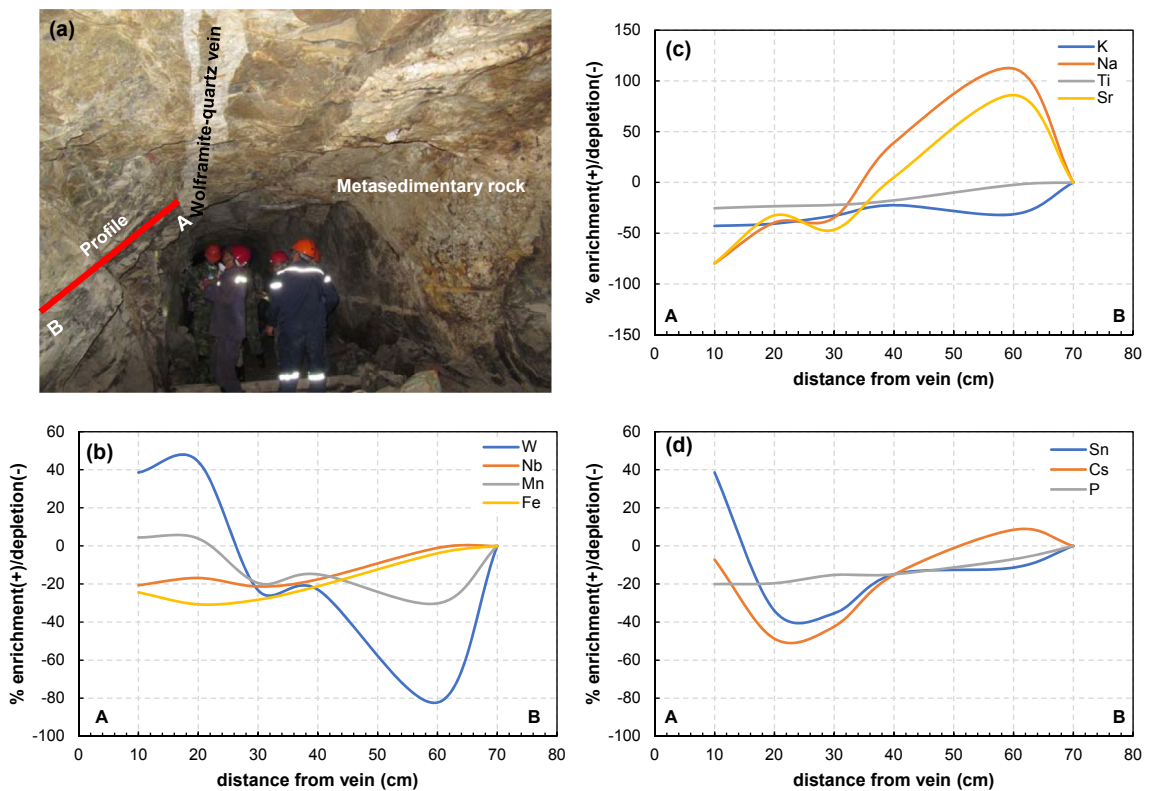 (a)
Wolframite-quartz vein
Metasedimentary rock
Profile
A
B
(c)
K
Na
Ti
Sr
% enrichment(+)/depletion(-)
150
100
50
0
-50
-100
-150
A
B
0 10 20 30 40 50 60 70 80
distance from vein (cm)
(b)
W
Nb
Mn
Fe
% enrichment(+)/depletion(-)
60
40
20
0
-20
-40
-60
-80
-100
A
B
0 10 20 30 40 50 60 70 80
distance from vein (cm)
(d)
Sn
Cs
P
% enrichment(+)/depletion(-)
60
40
20
0
-20
-40
-60
-80
-100
A
B
0 10 20 30 40 50 60 70 80
distance from vein (cm)